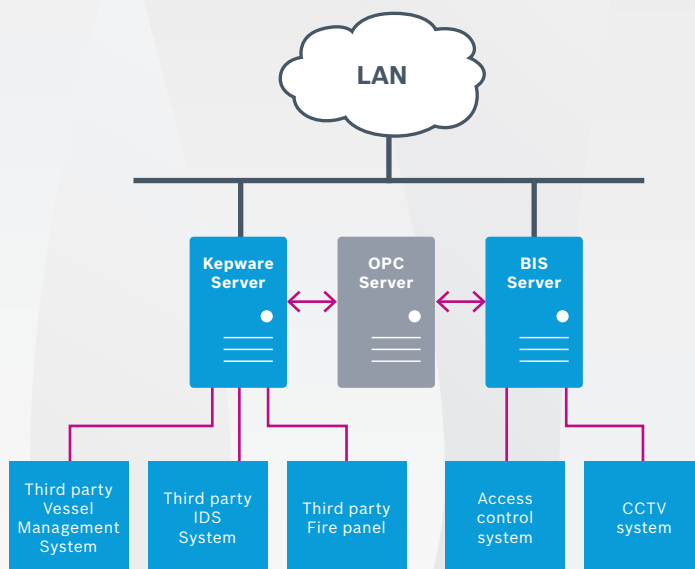 LAN
Kepware
Server
OPC
Server
BIS
Server
Third party
Vessel
Management
System
Third party
IDS
System
Third party
Fire panel
Access
control
system
CCTV
system